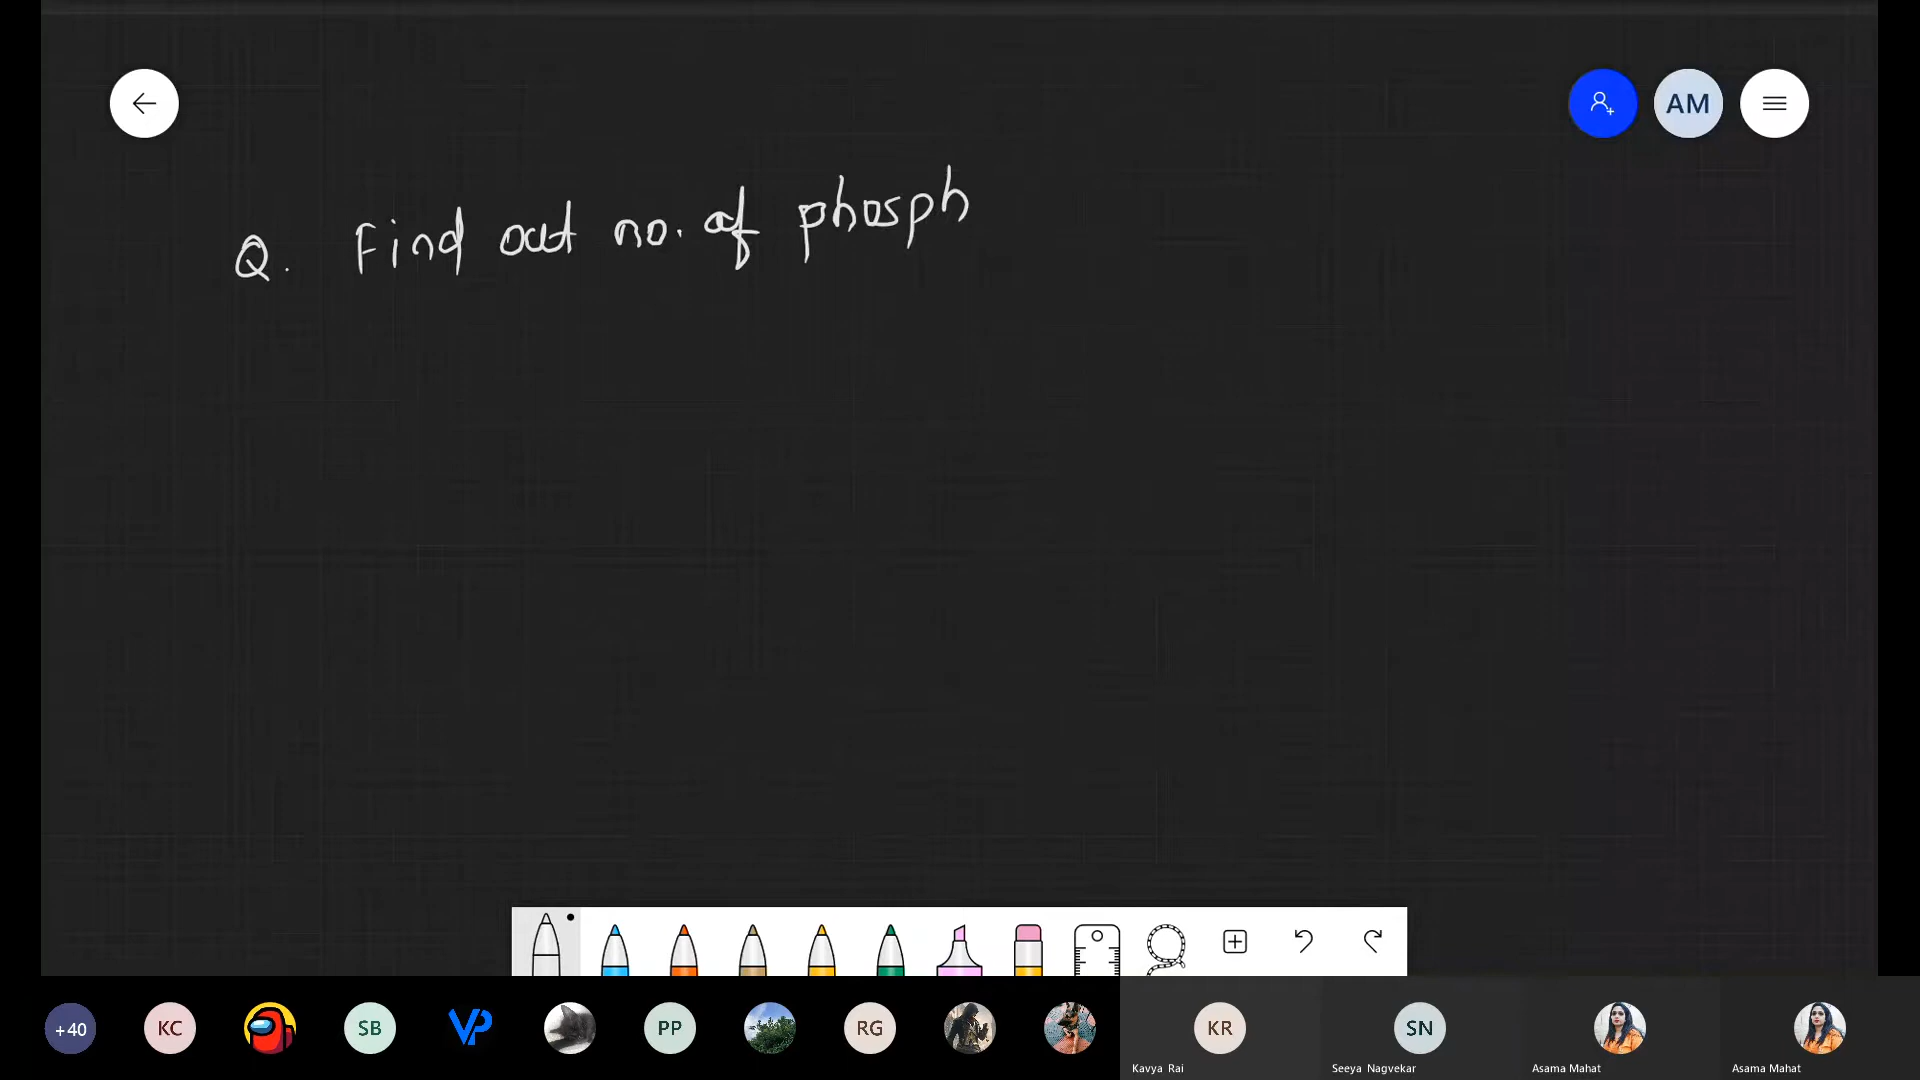 AM
Q. Find out no. of phosph
+40
KC
SB
VP
PP
RG
KR
SN
Kavya Rai
Seeya Nagvekar
Asama Mahat
Asama Mahat